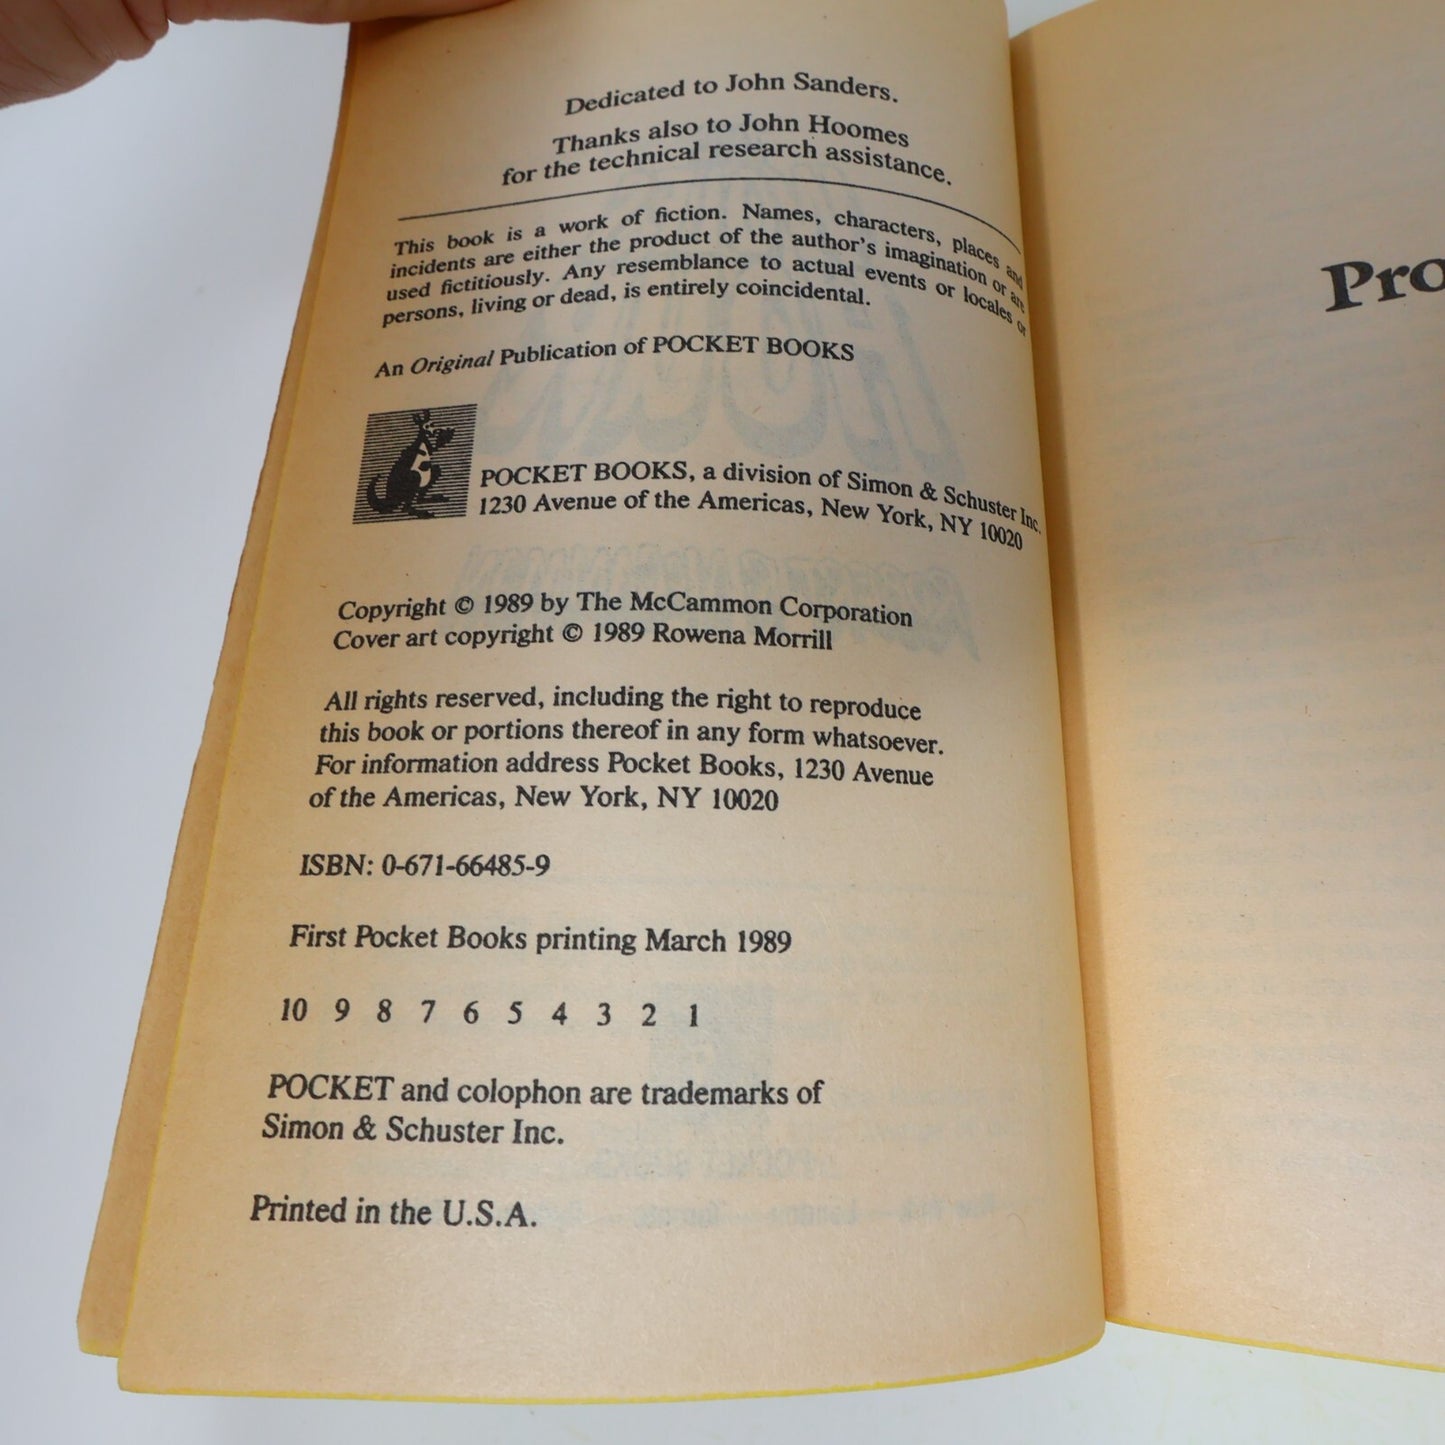 Dedicated to John Sanders.
Thanks also to John Hoomes
for the technical research assistance.
This book is a work of fiction. Names, characters, places and
incidents are either the product of the author's imagination or are
used fictitiously. Any resemblance to actual events or locales or
persons, living or dead, is entirely coincidental.
An Original Publication of POCKET BOOKS
POCKET BOOKS, a division of Simon & Schuster Inc.
1230 Avenue of the Americas, New York, NY 10020
Copyright © 1989 by The McCammon Corporation
Cover art copyright © 1989 Rowena Morrill
All rights reserved, including the right to reproduce
this book or portions thereof in any form whatsoever.
For information address Pocket Books, 1230 Avenue
of the Americas, New York, NY 10020
ISBN: 0-671-66485-9
First Pocket Books printing March 1989
10 9 8 7 6 5 4 3 2 1
POCKET and colophon are trademarks of
Simon & Schuster Inc.
Printed in the U.S.A.
Pro